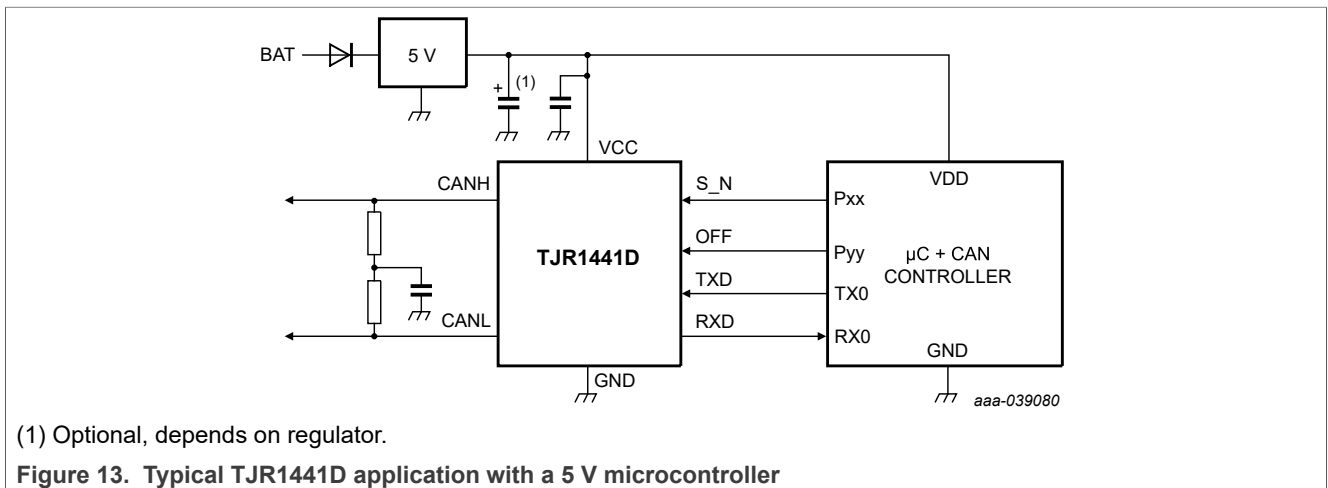 BAT
5 V
+
(1)
VCC
CANH
S_N
Pxx
VDD
OFF
Pyy
TJR1441D
µC + CAN
CONTROLLER
TXD
TX0
CANL
RXD
RX0
GND
GND
aaa-039080
(1) Optional, depends on regulator.
Figure 13. Typical TJR1441D application with a 5 V microcontroller